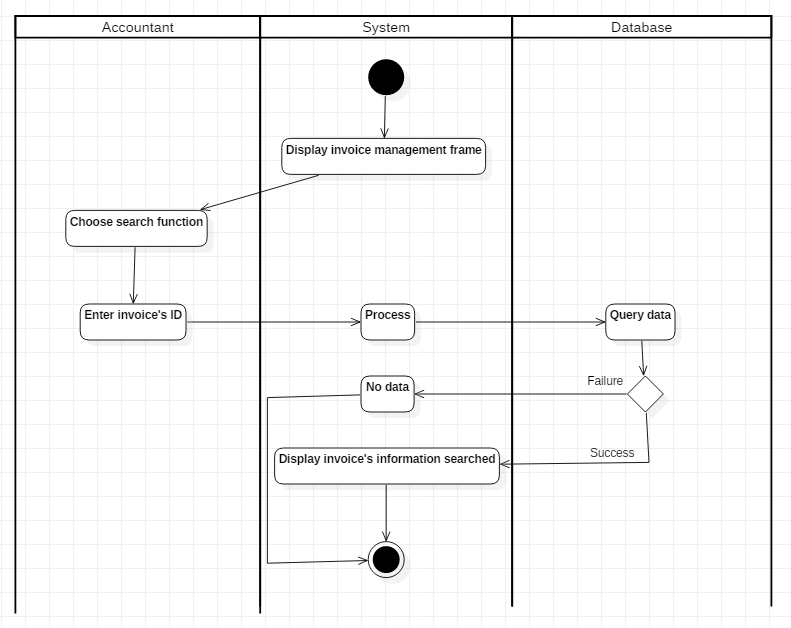 Accountant
System
Database
Display invoice management frame
Choose search function
Enter invoice's ID
Process
Query data
Failure
No data
Success
Display invoice's information searched